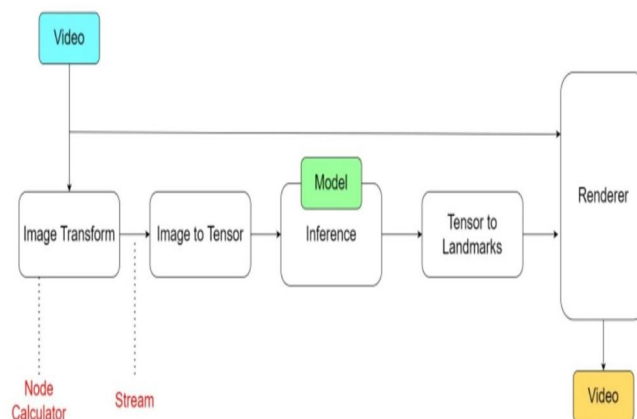 Video
Model
Renderer
Image Transform
Image to Tensor
Inference
Tensor to
Landmarks
Node
Calculator
Stream
Video